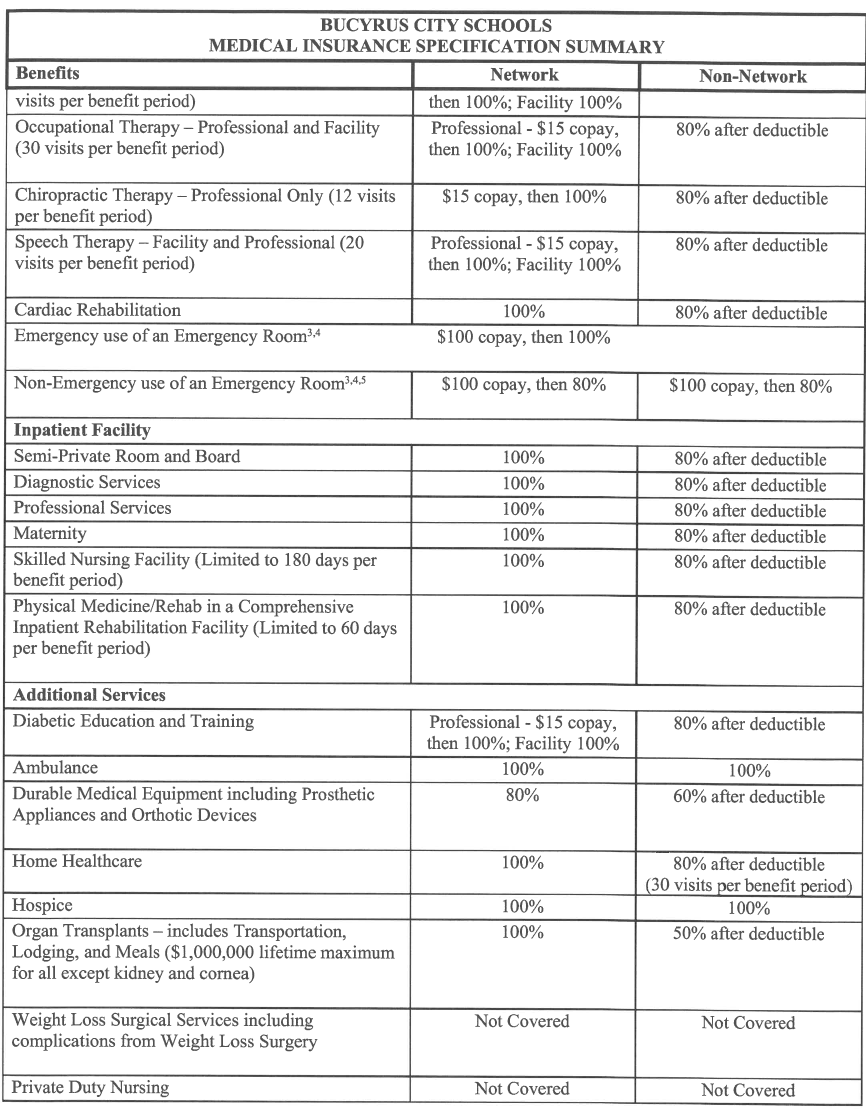 BUCYRUS CITY SCHOOLS
MEDICAL INSURANCE SPECIFICATION SUMMARY
Benefits Network Non-Network
visits per benefit period) then 100%; Facility 100%
Occupational Therapy – Professional and Facility Professional - $15 copay, 80% after deductible
(30 visits per benefit period) then 100%; Facility 100%
Chiropractic Therapy – Professional Only (12 visits $15 copay, then 100% 80% after deductible
per benefit period)
Speech Therapy – Facility and Professional (20 Professional - $15 copay, 80% after deductible
visits per benefit period) then 100%; Facility 100%
Cardiac Rehabilitation 100% 80% after deductible
Emergency use of an Emergency Room3,4 $100 copay, then 100%
Non-Emergency use of an Emergency Room3,4,5 $100 copay, then 80% $100 copay, then 80%
Inpatient Facility
Semi-Private Room and Board 100% 80% after deductible
Diagnostic Services 100% 80% after deductible
Professional Services 100% 80% after deductible
Maternity 100% 80% after deductible
Skilled Nursing Facility (Limited to 180 days per 100% 80% after deductible
benefit period)
Physical Medicine/Rehab in a Comprehensive 100% 80% after deductible
Inpatient Rehabilitation Facility (Limited to 60 days
per benefit period)
Additional Services
Diabetic Education and Training Professional - $15 copay, 80% after deductible
then 100%; Facility 100%
Ambulance 100% 100%
Durable Medical Equipment including Prosthetic 80% 60% after deductible
Appliances and Orthotic Devices
Home Healthcare 100% 80% after deductible
(30 visits per benefit period)
Hospice 100% 100%
Organ Transplants – includes Transportation, 100% 50% after deductible
Lodging, and Meals ($1,000,000 lifetime maximum
for all except kidney and cornea)
Weight Loss Surgical Services including Not Covered Not Covered
complications from Weight Loss Surgery
Private Duty Nursing Not Covered Not Covered